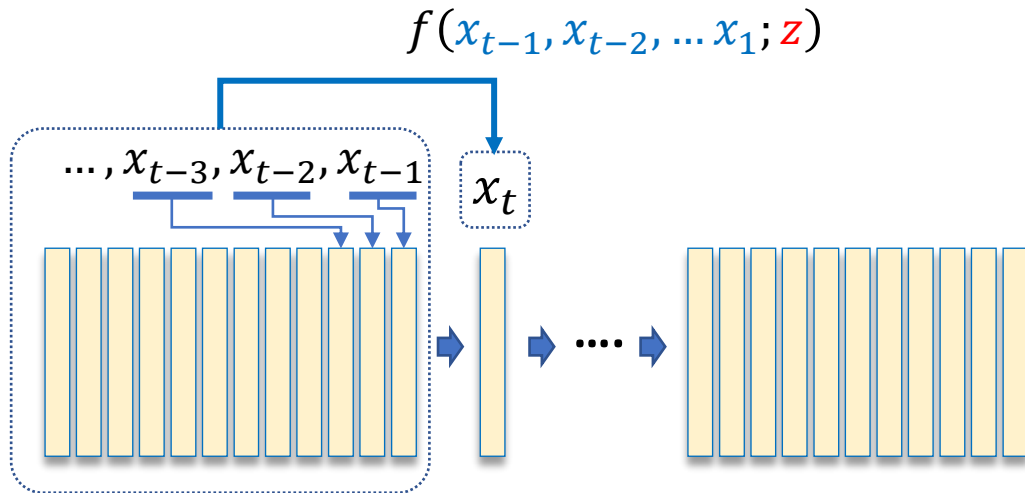 f(x_{t−1}, x_{t−2}, … x_1; z)
…, x_{t−3}, x_{t−2}, x_{t−1}
x_t
....